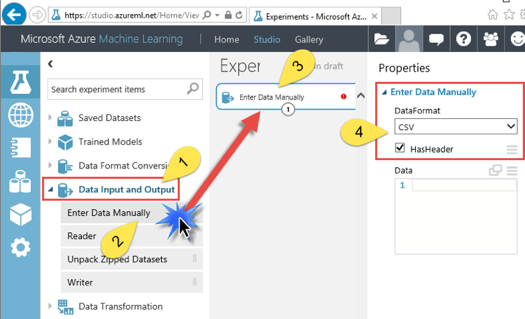 https://studio.azureml.net/Home/View
Experiments - Microsoft Az...
Microsoft Azure Machine Learning
Home
Studio
Gallery
Search experiment items
Saved Datasets
Trained Models
Data Format Conversi
Data Input and Output
Enter Data Manually
Reader
Unpack Zipped Datasets
Writer
Data Transformation
1
2
Exper
3
n draft
Enter Data Manually
1
Properties
Enter Data Manually
DataFormat
4
CSV
HasHeader
Data
1